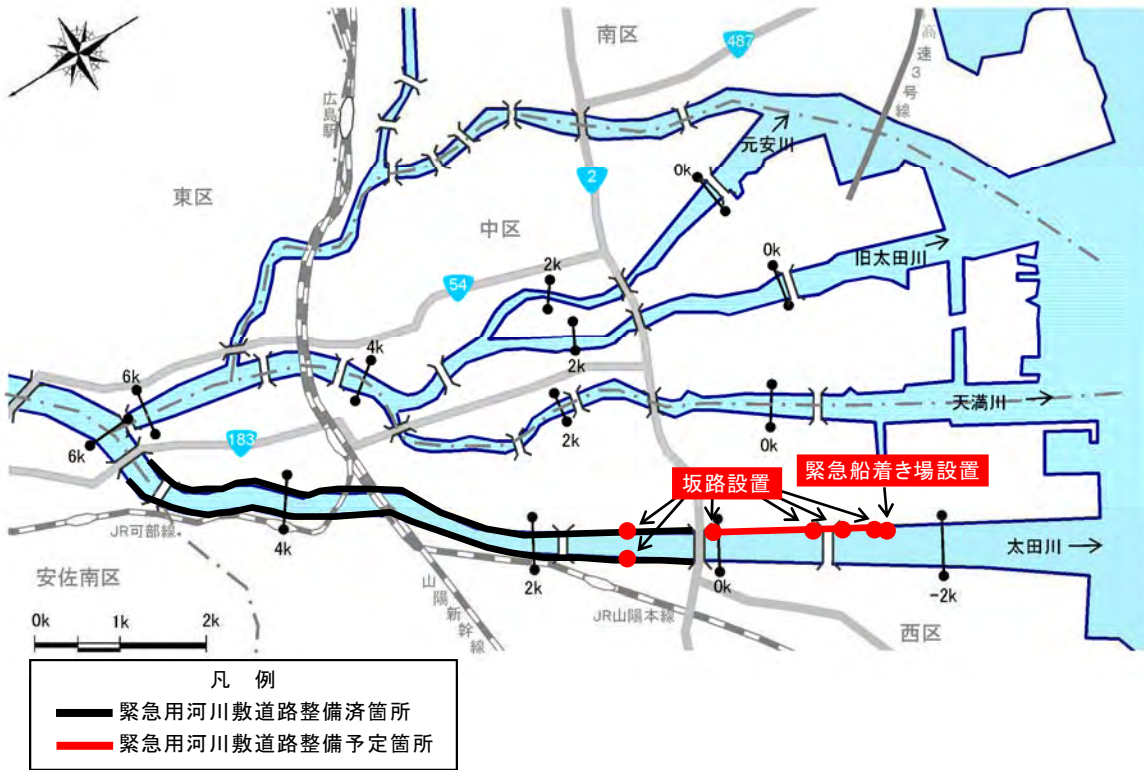 南区
487
高速3号線
広島駅
元安川
0k
2
東区
中区
旧太田川
0k
2k
54
2k
4k
6k
天満川
2k
0k
6k
183
坂路設置
緊急船着き場設置
JR可部線
4k
太田川
2k
0k
-2k
安佐南区
山陽新幹線
JR山陽本線
西区
0k 1k 2k
凡 例
緊急用河川敷道路整備済箇所
緊急用河川敷道路整備予定箇所